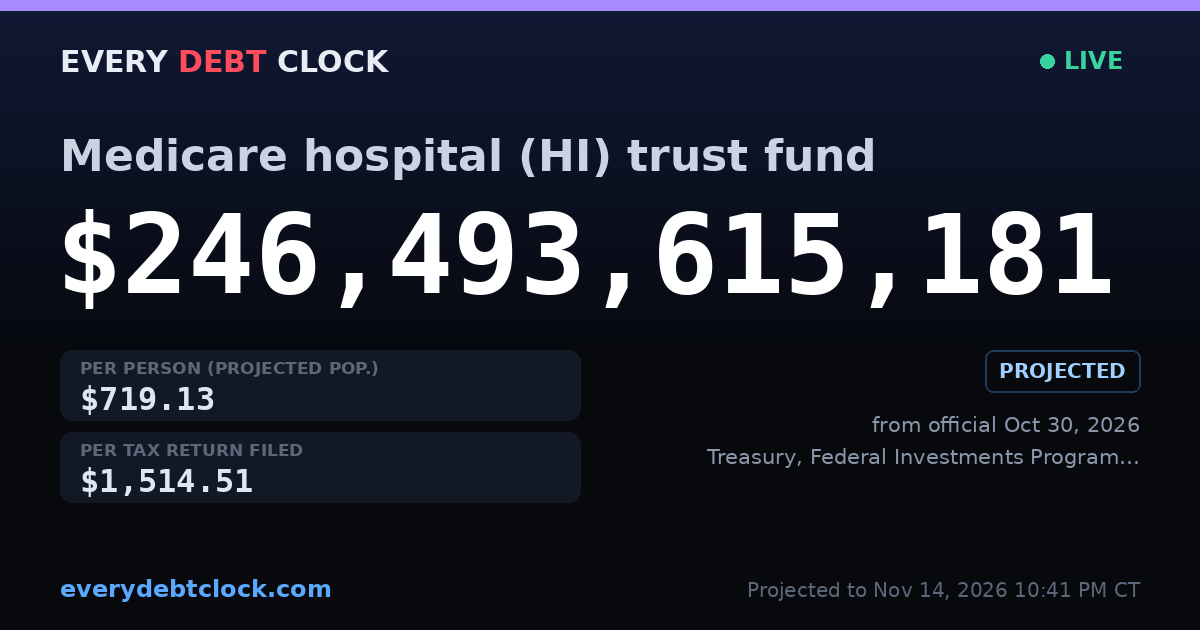 EVERY DEBT CLOCK
LIVE
Medicare hospital (HI) trust fund
$246,493,615,181
PER PERSON (PROJECTED POP.)
$719.13
PER TAX RETURN FILED
$1,514.51
PROJECTED
from official Oct 30, 2026
Treasury, Federal Investments Program…
everydebtclock.com
Projected to Nov 14, 2026 10:41 PM CT